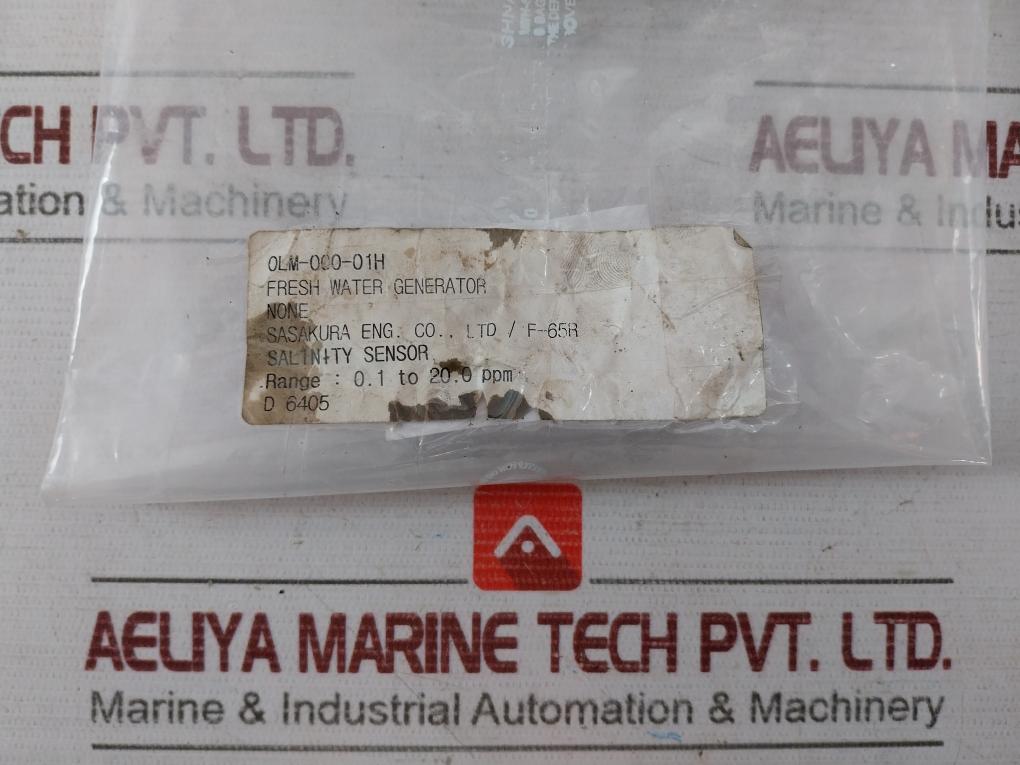 CH PVT. LTD.
ation & Machinery
AELIYA MA
Marine & Indus
OLM-000-01H
FRESH WATER GENERATOR
NONE
SASAKURA ENG. CO., LTD / F-65R
SALINITY SENSOR
Range : 0.1 to 20.0 ppm
D 6405
AELIYA MARINE TECH PVT. LTD.
Marine & Industrial Automation & Machinery